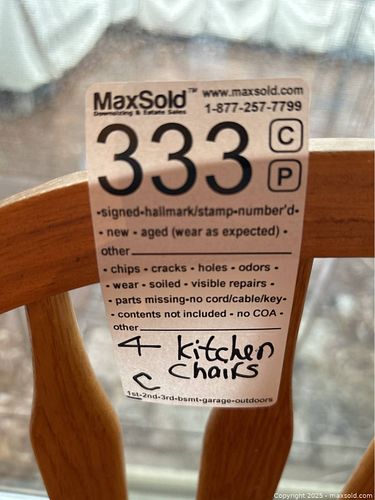 MaxSold™ www.maxsold.com
Downsizing & Estate Sales 1-877-257-7799
333 C
P
•signed-hallmark/stamp-number'd•
• new - aged (wear as expected) •
other
• chips • cracks • holes • odors •
• wear • soiled • visible repairs •
• parts missing-no cord/cable/key•
• contents not included • no COA •
other
4 kitchen
chairs
C
1st-2nd-3rd-bsmt-garage-outdoors
Copyright © 2025 - maxsold.com